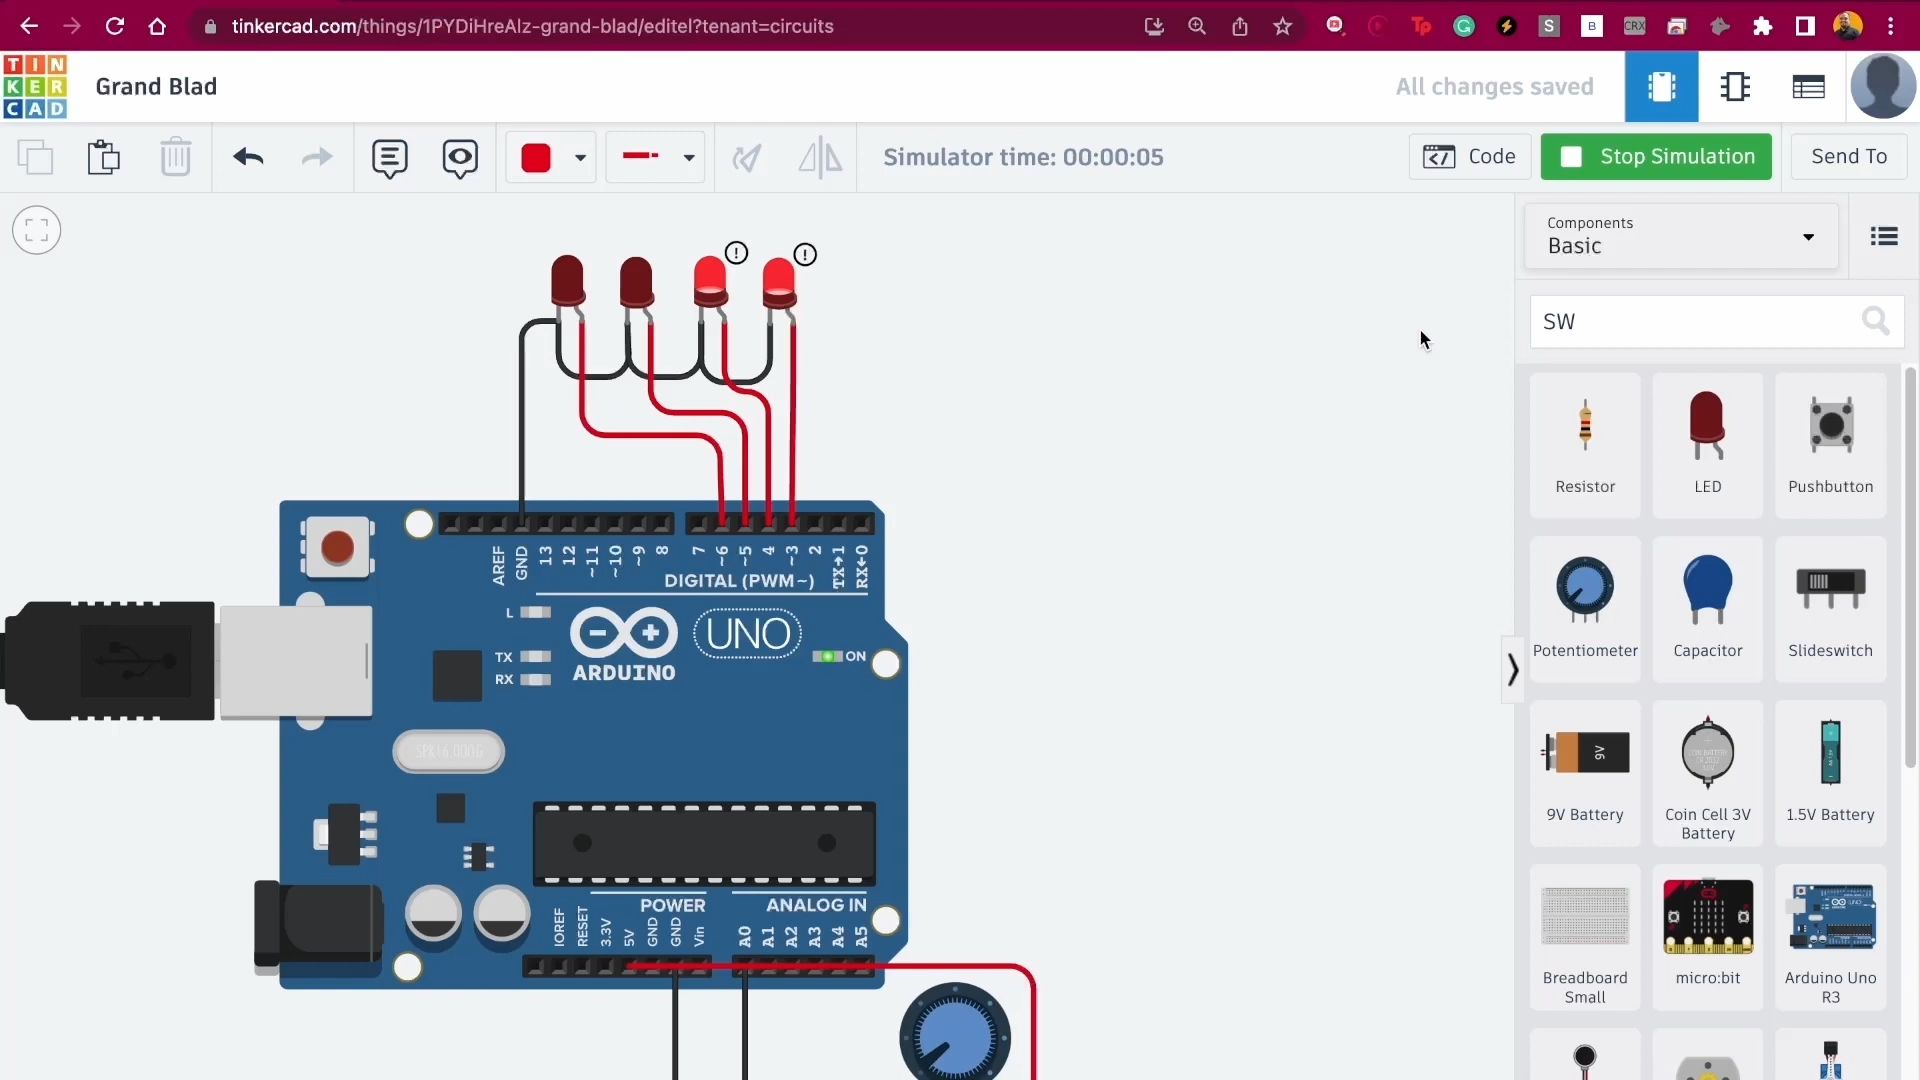 tinkercad.com/things/1PYDiHreAIz-grand-blad/editel?tenant=circuits
TIN
KER
CAD
Grand Blad
All changes saved
Simulator time: 00:00:05
Code
Stop Simulation
Send To
Components
Basic
SW
Resistor
LED
Pushbutton
Potentiometer
Capacitor
Slideswitch
9V
9V Battery
Coin Cell 3V
Battery
1.5V Battery
Breadboard
Small
micro:bit
Arduino Uno
R3
AREF
GND
13
12
~11
~10
~9
8
7
~6
~5
4
~3
2
TX→1
RX←0
DIGITAL (PWM~)
L
TX
RX
ARDUINO
UNO
ON
SPK16.000G
POWER
ANALOG IN
IOREF
RESET
3.3V
5V
GND
GND
Vin
A0
A1
A2
A3
A4
A5